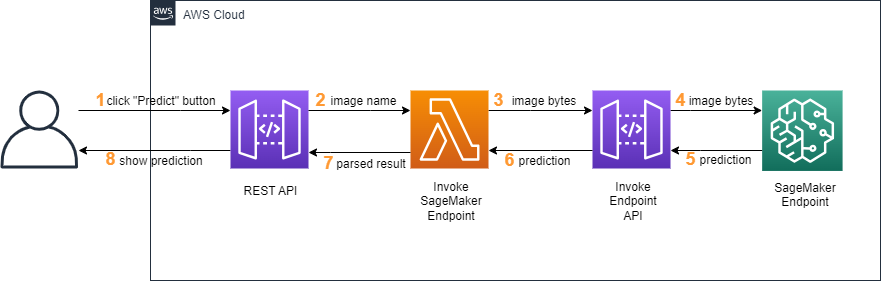 aws
AWS Cloud
1 click "Predict" button
2 image name
3 image bytes
4 image bytes
8 show prediction
7 parsed result
6 prediction
5 prediction
REST API
Invoke
SageMaker
Endpoint
Invoke
Endpoint
API
SageMaker
Endpoint